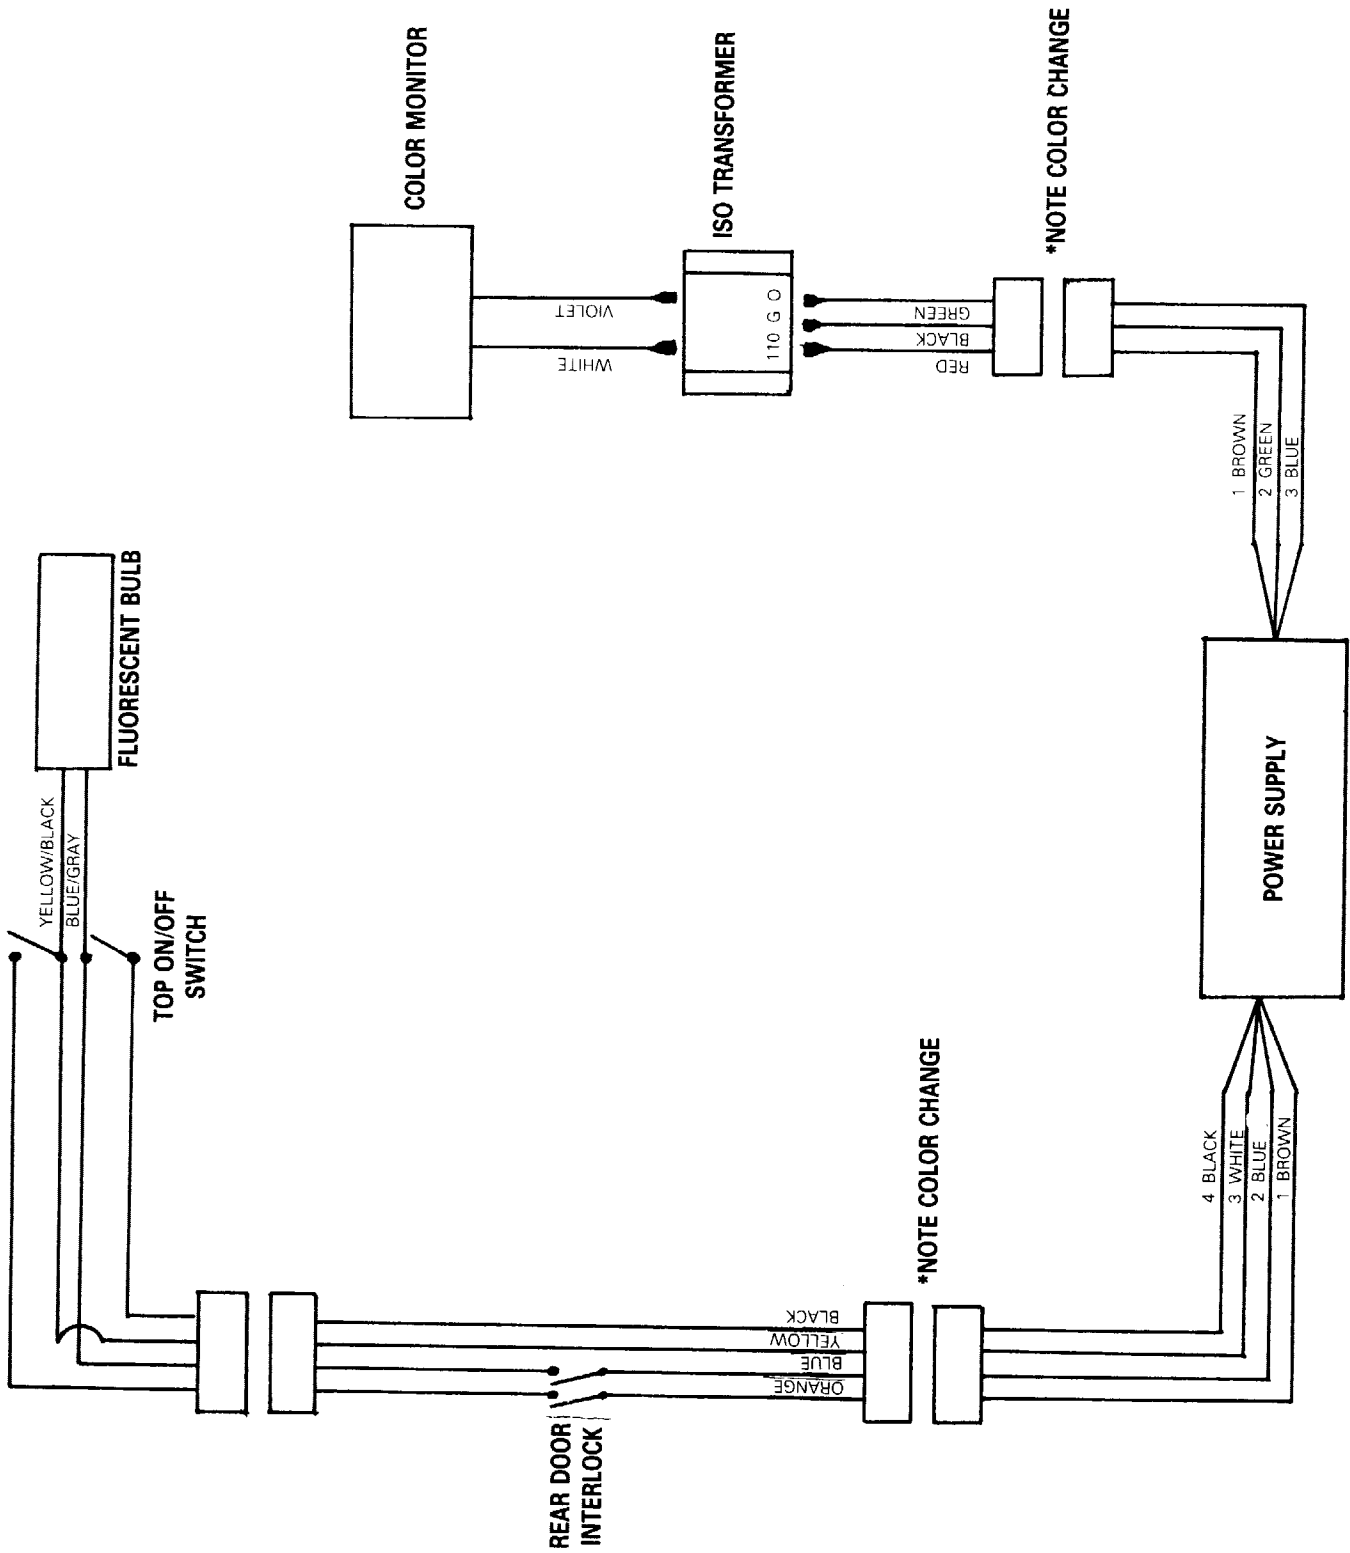 COLOR MONITOR
VIOLET
WHITE
ISO TRANSFORMER
110 G O
GREEN
BLACK
RED
*NOTE COLOR CHANGE
1 BROWN
2 GREEN
3 BLUE
FLUORESCENT BULB
YELLOW/BLACK
BLUE/GRAY
TOP ON/OFF
SWITCH
POWER SUPPLY
*NOTE COLOR CHANGE
4 BLACK
3 WHITE
2 BLUE
1 BROWN
BLACK
YELLOW
BLUE
ORANGE
REAR DOOR
INTERLOCK